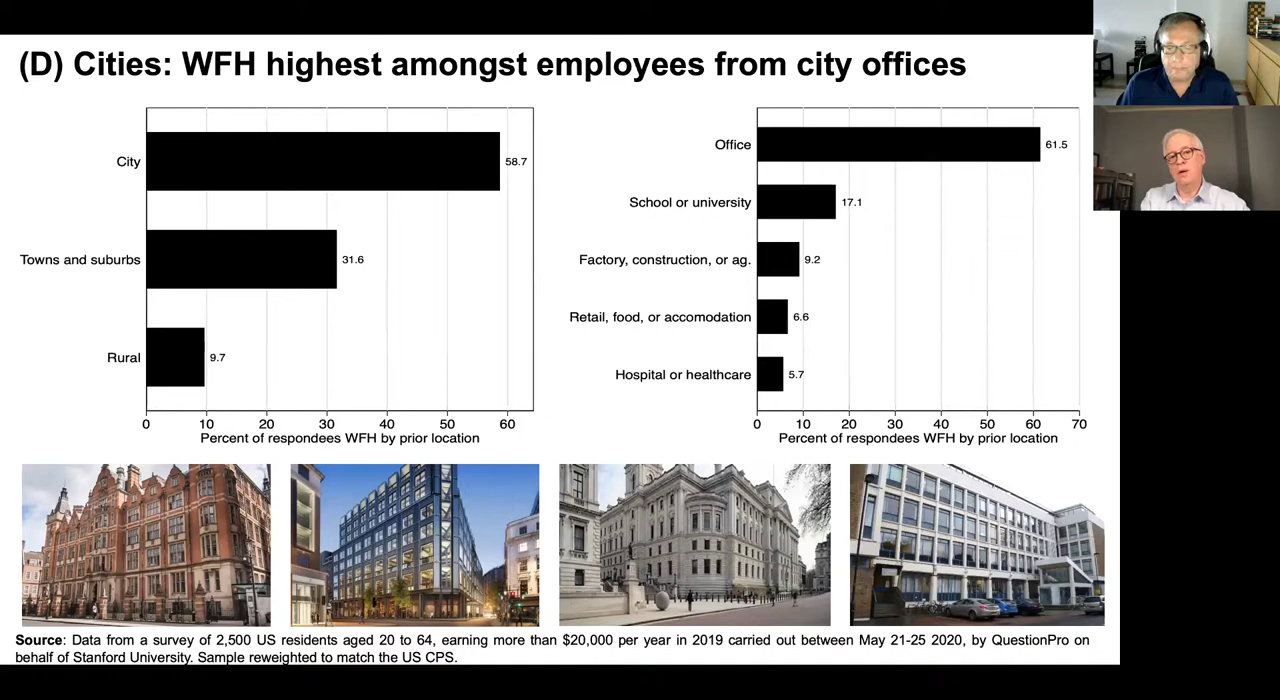 (D) Cities: WFH highest amongst employees from city offices
City
58.7
Towns and suburbs
31.6
Rural
9.7
0 10 20 30 40 50 60
Percent of respondees WFH by prior location
Office
61.5
School or university
17.1
Factory, construction, or ag.
9.2
Retail, food, or accomodation
6.6
Hospital or healthcare
5.7
0 10 20 30 40 50 60 70
Percent of respondees WFH by prior location
Source: Data from a survey of 2,500 US residents aged 20 to 64, earning more than $20,000 per year in 2019 carried out between May 21-25 2020, by QuestionPro on
behalf of Stanford University. Sample reweighted to match the US CPS.